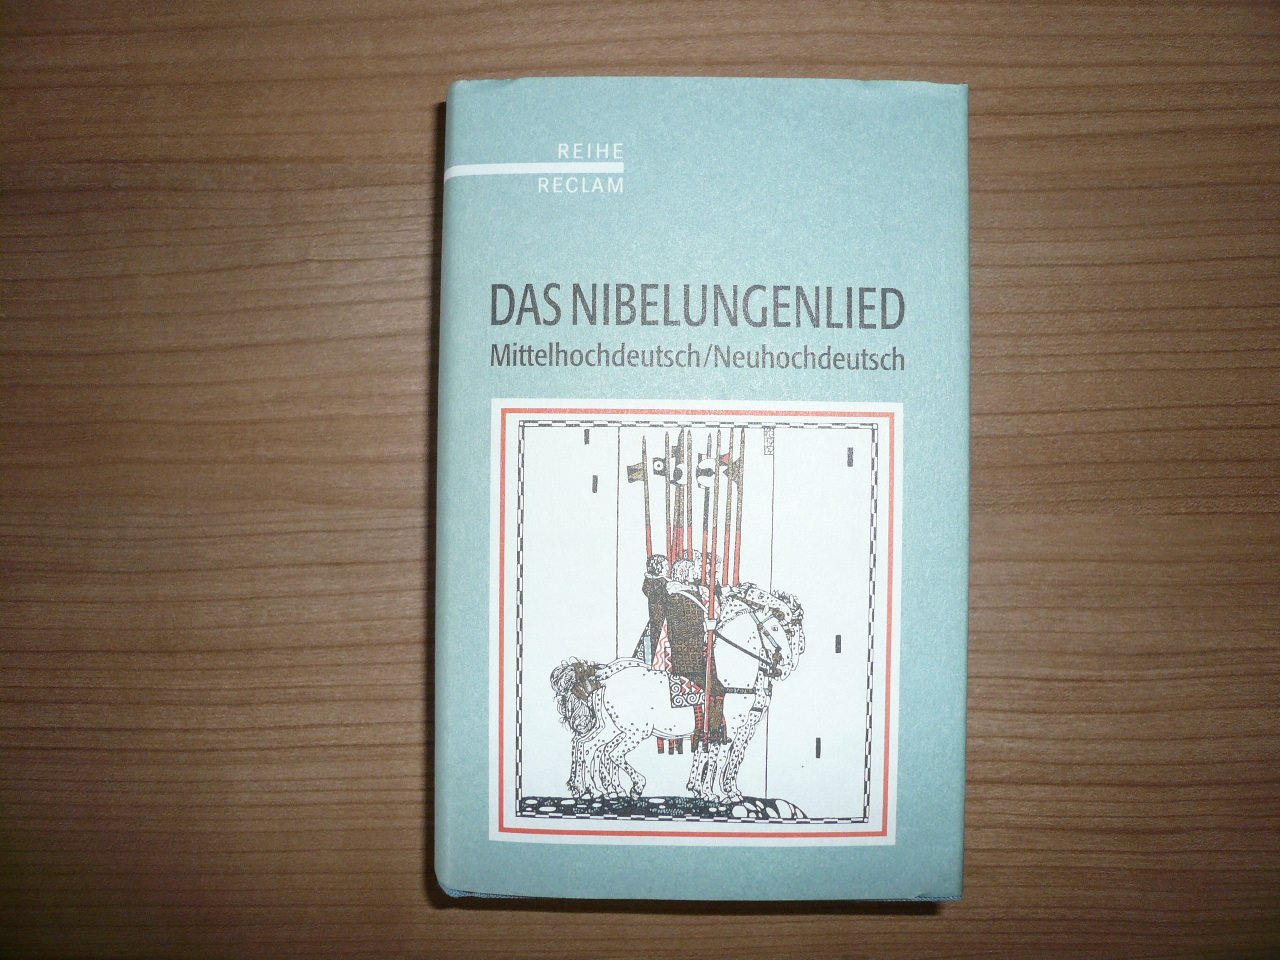 REIHE
RECLAM
DAS NIBELUNGENLIED
Mittelhochdeutsch/Neuhochdeutsch